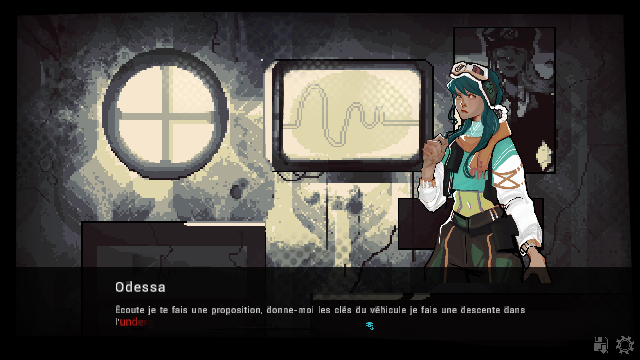 Odessa
Écoute je te fais une proposition, donne-moi les clés du véhicule je fais une descente dans
l'under